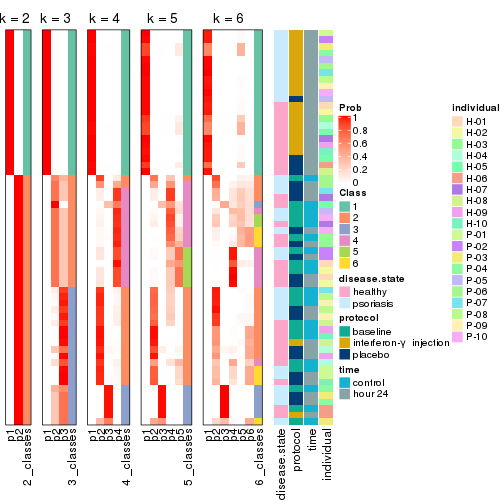 k = 2
k = 3
k = 4
k = 5
k = 6
p1
p2
2_classes
p1
p2
p3
3_classes
p1
p2
p3
p4
4_classes
p1
p2
p3
p4
p5
5_classes
p1
p2
p3
p4
p5
p6
6_classes
disease.state
protocol
time
individual
Prob
1
0.8
0.6
0.4
0.2
0
Class
1
2
3
4
5
6
disease.state
healthy
psoriasis
protocol
baseline
interferon-γ injection
placebo
time
control
hour 24
individual
H-01
H-02
H-03
H-04
H-05
H-06
H-07
H-08
H-09
H-10
P-01
P-02
P-03
P-04
P-05
P-06
P-07
P-08
P-09
P-10